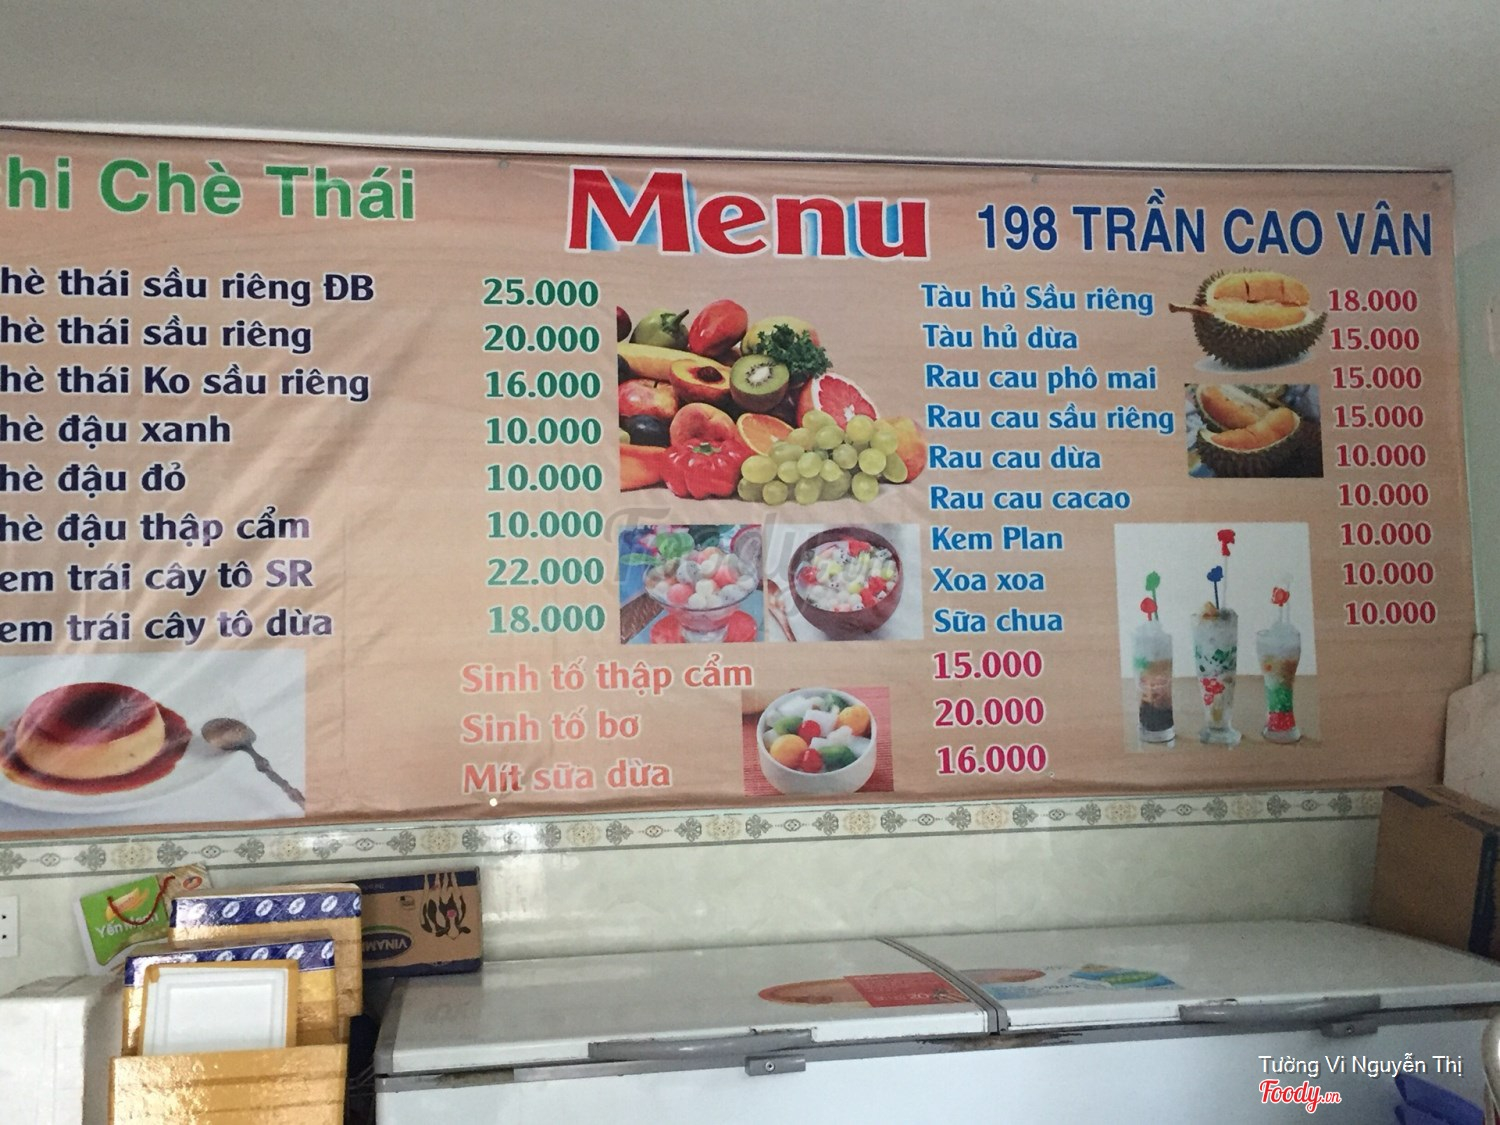 hi Chè Thái
Menu
198 TRẦN CAO VÂN
hè thái sầu riêng ĐB 25.000
hè thái sầu riêng 20.000
hè thái Ko sầu riêng 16.000
hè đậu xanh 10.000
hè đậu đỏ 10.000
hè đậu thập cẩm 10.000
em trái cây tô SR 22.000
em trái cây tô dừa 18.000
Tàu hủ Sầu riêng 18.000
Tàu hủ dừa 15.000
Rau cau phô mai 15.000
Rau cau sầu riêng 15.000
Rau cau dừa 10.000
Rau cau cacao 10.000
Kem Plan 10.000
Xoa xoa 10.000
Sữa chua 10.000
Sinh tố thập cẩm 15.000
Sinh tố bơ 20.000
Mít sữa dừa 16.000
Foody.vn
VINAM
Tường Vi Nguyễn Thị
Foody.vn